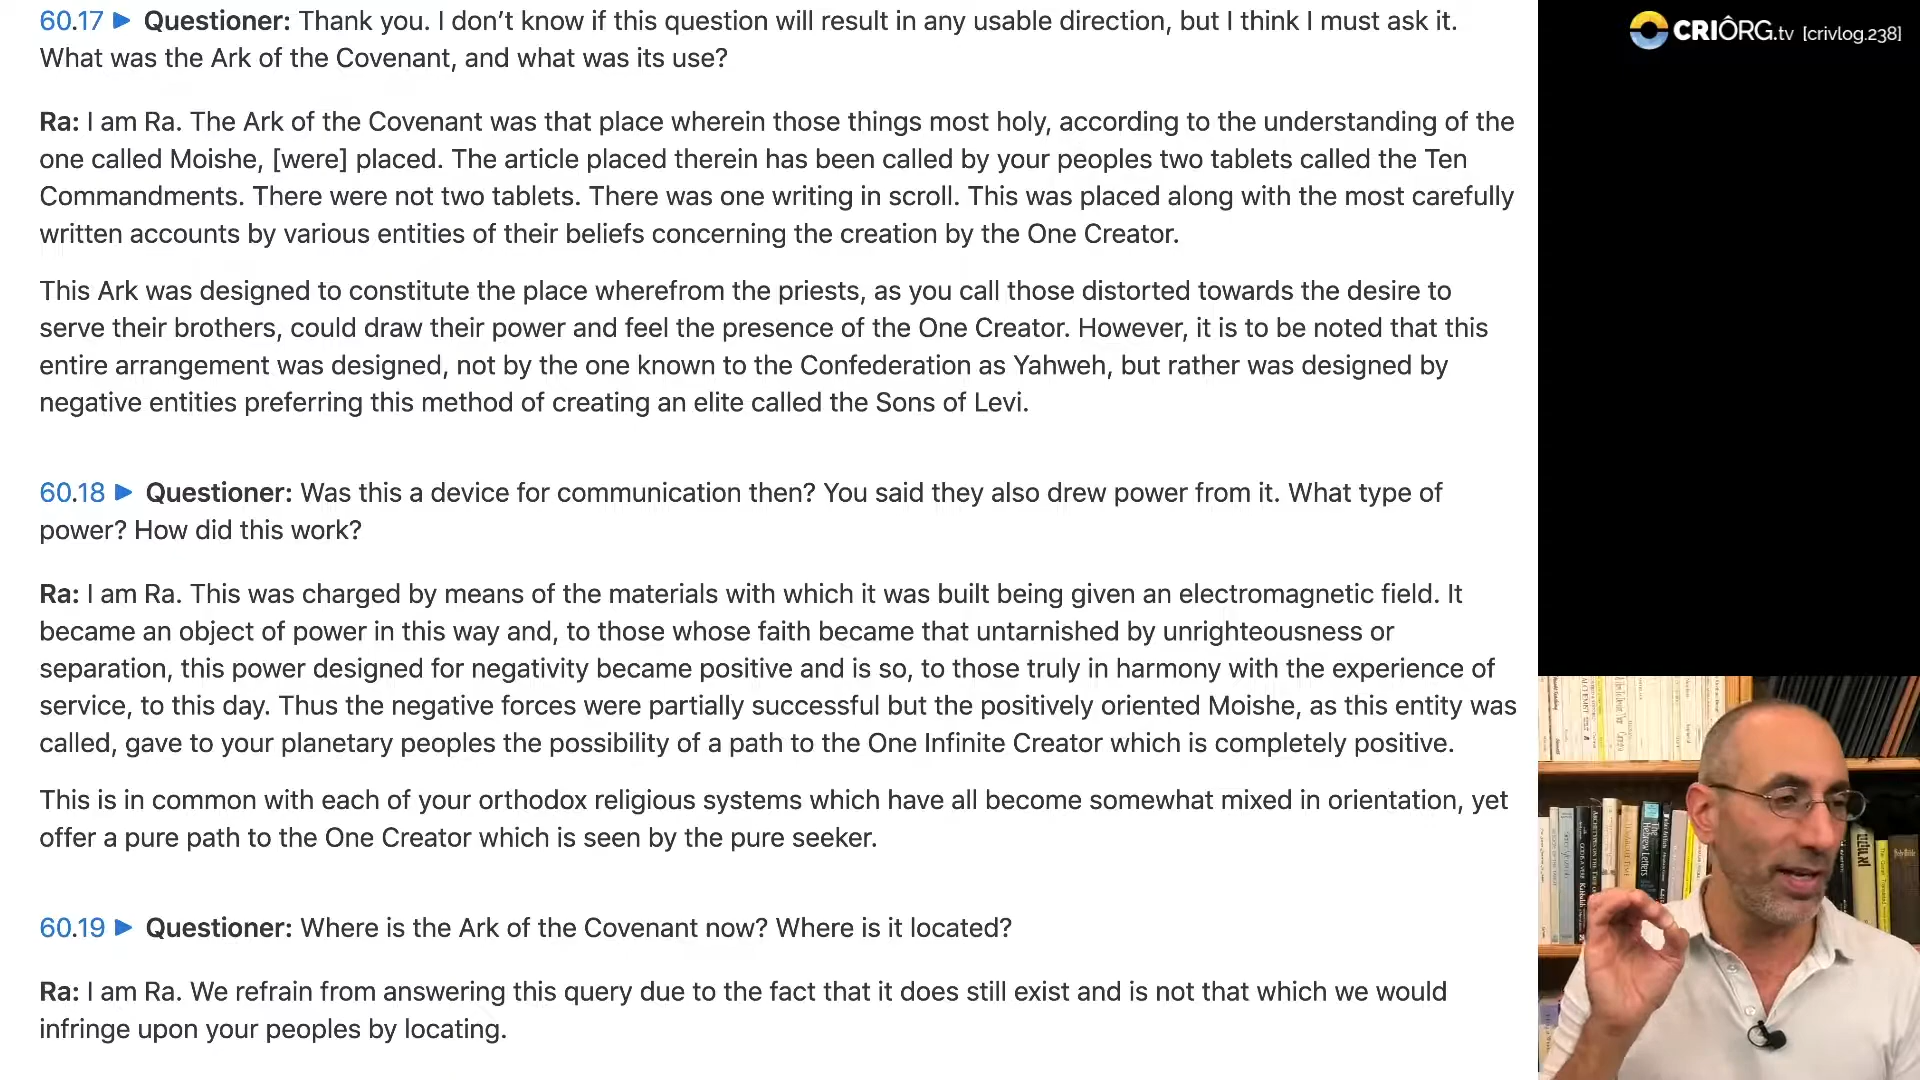 60.17 ▶ Questioner: Thank you. I don’t know if this question will result in any usable direction, but I think I must ask it.
What was the Ark of the Covenant, and what was its use?
Ra: I am Ra. The Ark of the Covenant was that place wherein those things most holy, according to the understanding of the
one called Moishe, [were] placed. The article placed therein has been called by your peoples two tablets called the Ten
Commandments. There were not two tablets. There was one writing in scroll. This was placed along with the most carefully
written accounts by various entities of their beliefs concerning the creation by the One Creator.
This Ark was designed to constitute the place wherefrom the priests, as you call those distorted towards the desire to
serve their brothers, could draw their power and feel the presence of the One Creator. However, it is to be noted that this
entire arrangement was designed, not by the one known to the Confederation as Yahweh, but rather was designed by
negative entities preferring this method of creating an elite called the Sons of Levi.
60.18 ▶ Questioner: Was this a device for communication then? You said they also drew power from it. What type of
power? How did this work?
Ra: I am Ra. This was charged by means of the materials with which it was built being given an electromagnetic field. It
became an object of power in this way and, to those whose faith became that untarnished by unrighteousness or
separation, this power designed for negativity became positive and is so, to those truly in harmony with the experience of
service, to this day. Thus the negative forces were partially successful but the positively oriented Moishe, as this entity was
called, gave to your planetary peoples the possibility of a path to the One Infinite Creator which is completely positive.
This is in common with each of your orthodox religious systems which have all become somewhat mixed in orientation, yet
offer a pure path to the One Creator which is seen by the pure seeker.
60.19 ▶ Questioner: Where is the Ark of the Covenant now? Where is it located?
Ra: I am Ra. We refrain from answering this query due to the fact that it does still exist and is not that which we would
infringe upon your peoples by locating.
CRIÔRG.tv [crivlog.238]
The Hebrew Letters
Holy Bible